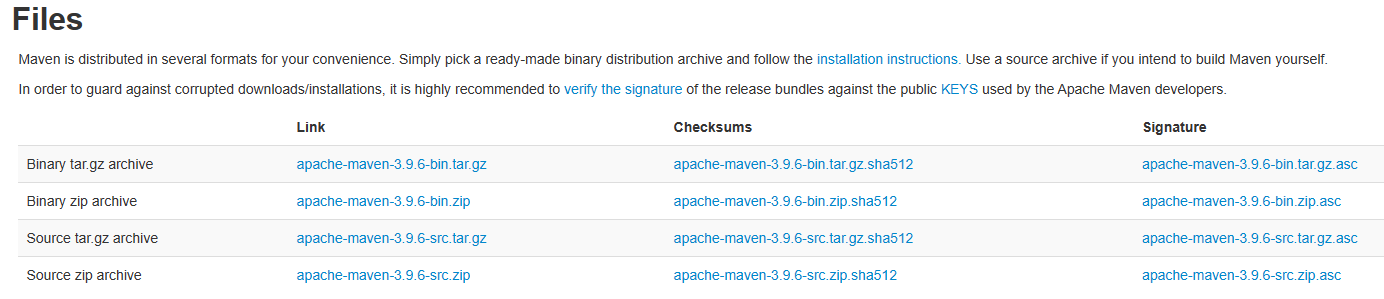 Files
Maven is distributed in several formats for your convenience. Simply pick a ready-made binary distribution archive and follow the installation instructions. Use a source archive if you intend to build Maven yourself.
In order to guard against corrupted downloads/installations, it is highly recommended to verify the signature of the release bundles against the public KEYS used by the Apache Maven developers.
Link Checksums Signature
Binary tar.gz archive apache-maven-3.9.6-bin.tar.gz apache-maven-3.9.6-bin.tar.gz.sha512 apache-maven-3.9.6-bin.tar.gz.asc
Binary zip archive apache-maven-3.9.6-bin.zip apache-maven-3.9.6-bin.zip.sha512 apache-maven-3.9.6-bin.zip.asc
Source tar.gz archive apache-maven-3.9.6-src.tar.gz apache-maven-3.9.6-src.tar.gz.sha512 apache-maven-3.9.6-src.tar.gz.asc
Source zip archive apache-maven-3.9.6-src.zip apache-maven-3.9.6-src.zip.sha512 apache-maven-3.9.6-src.zip.asc